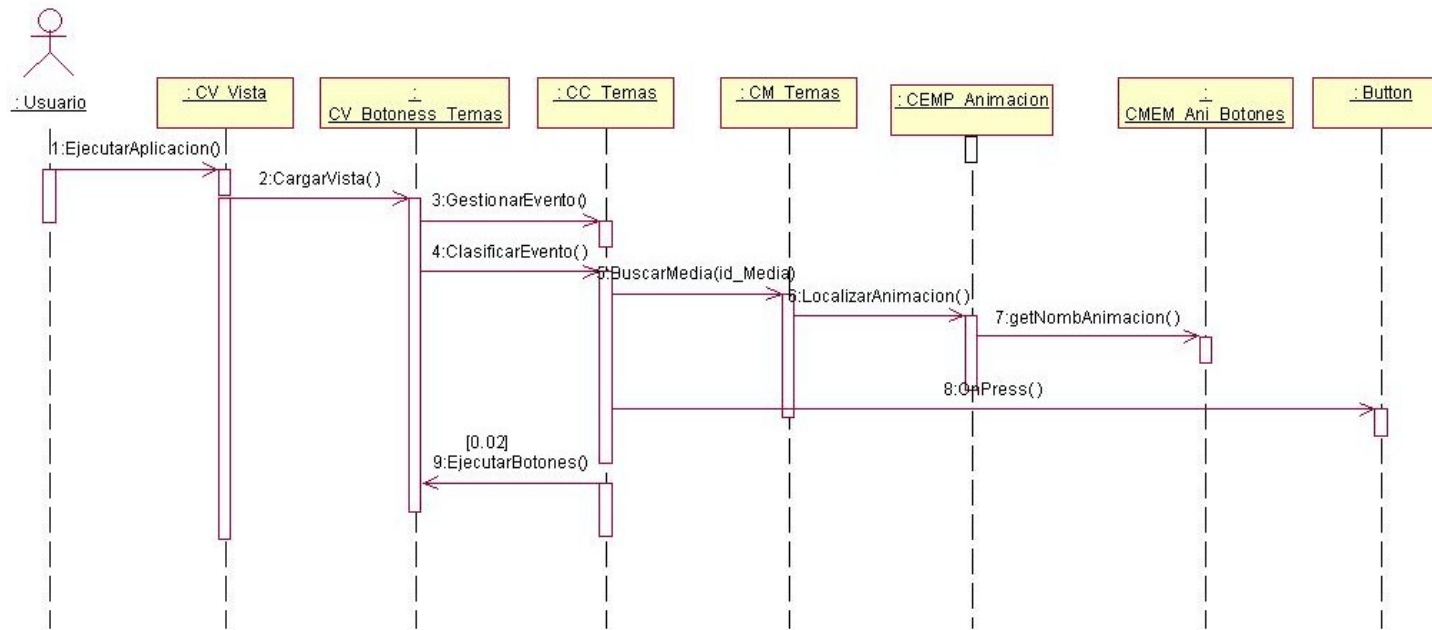 : Usuario
: CV_Vista
:
CV_Botoness_Temas
: CC_Temas
: CM_Temas
: CEMP_Animacion
:
CMEM_Ani_Botones
: Button
1:EjecutarAplicacion()
2:CargarVista()
3:GestionarEvento()
4:ClasificarEvento()
5:BuscarMedia(id_Media)
6:LocalizarAnimacion()
7:getNombAnimacion()
8:OnPress()
[0.02]
9:EjecutarBotones()